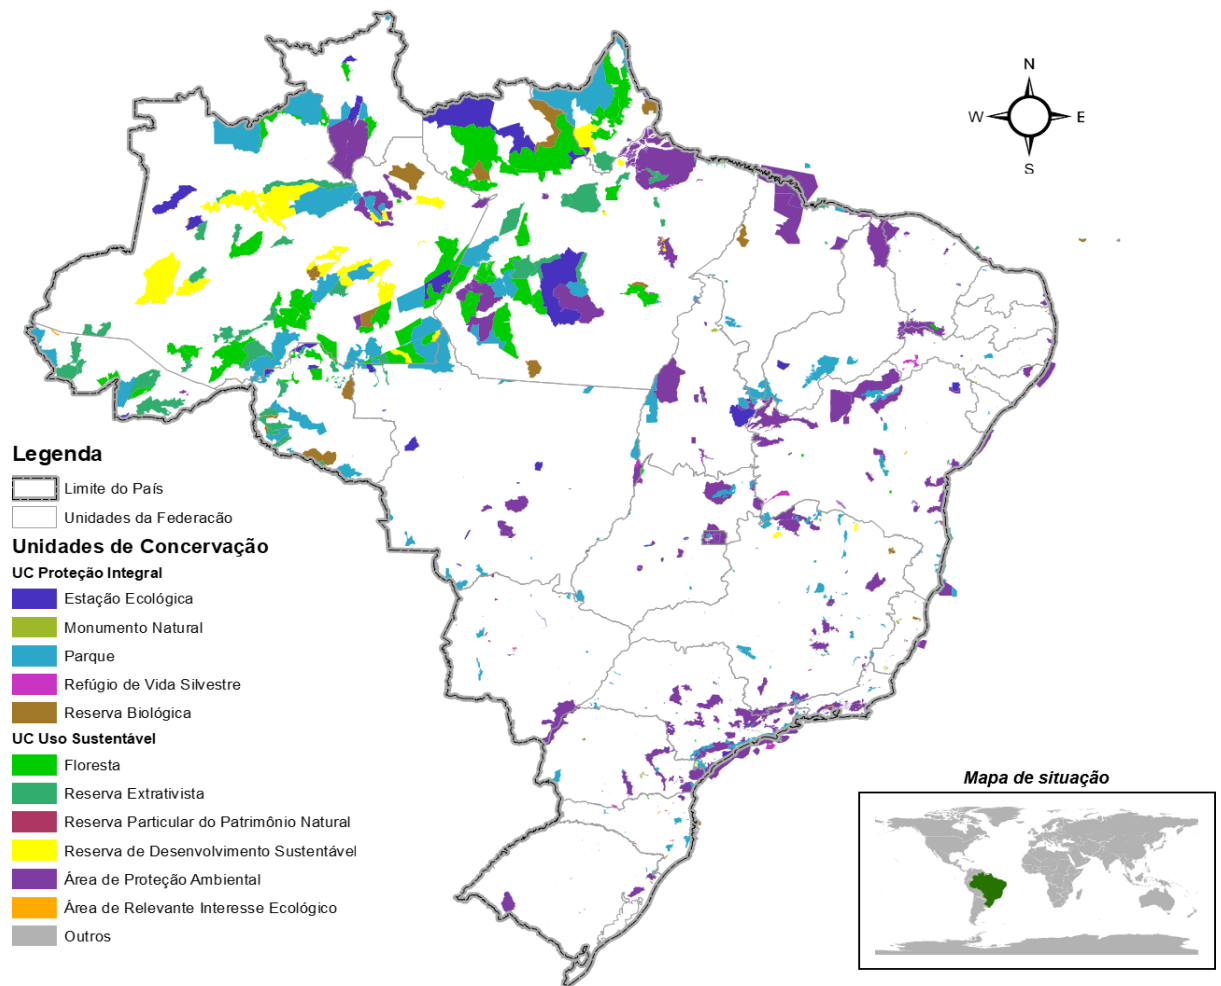 N
W
E
S
Legenda
Limite do País
Unidades da Federacão
Unidades de Concervação
UC Proteção Integral
Estação Ecológica
Monumento Natural
Parque
Refúgio de Vida Silvestre
Reserva Biológica
UC Uso Sustentável
Floresta
Reserva Extrativista
Reserva Particular do Patrimônio Natural
Reserva de Desenvolvimento Sustentável
Área de Proteção Ambiental
Área de Relevante Interesse Ecológico
Outros
Mapa de situação